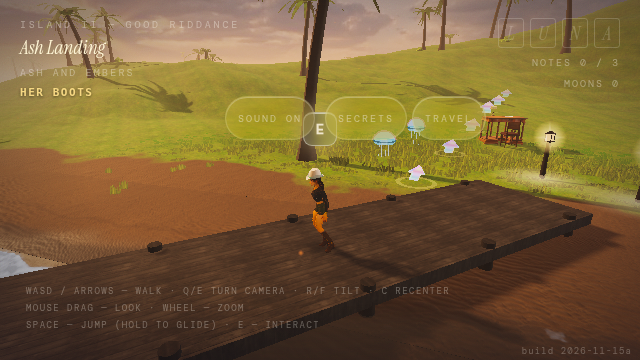 ISLAND II · GOOD RIDDANCE
Ash Landing
ASH AND EMBERS
HER BOOTS
LUNA
NOTES 0 / 3
MOONS 0
SOUND ON
SECRETS
TRAVEL
E
WASD / ARROWS — WALK · Q/E TURN CAMERA · R/F TILT · C RECENTER
MOUSE DRAG — LOOK · WHEEL — ZOOM
SPACE — JUMP (HOLD TO GLIDE) · E — INTERACT
build 2026-11-15a